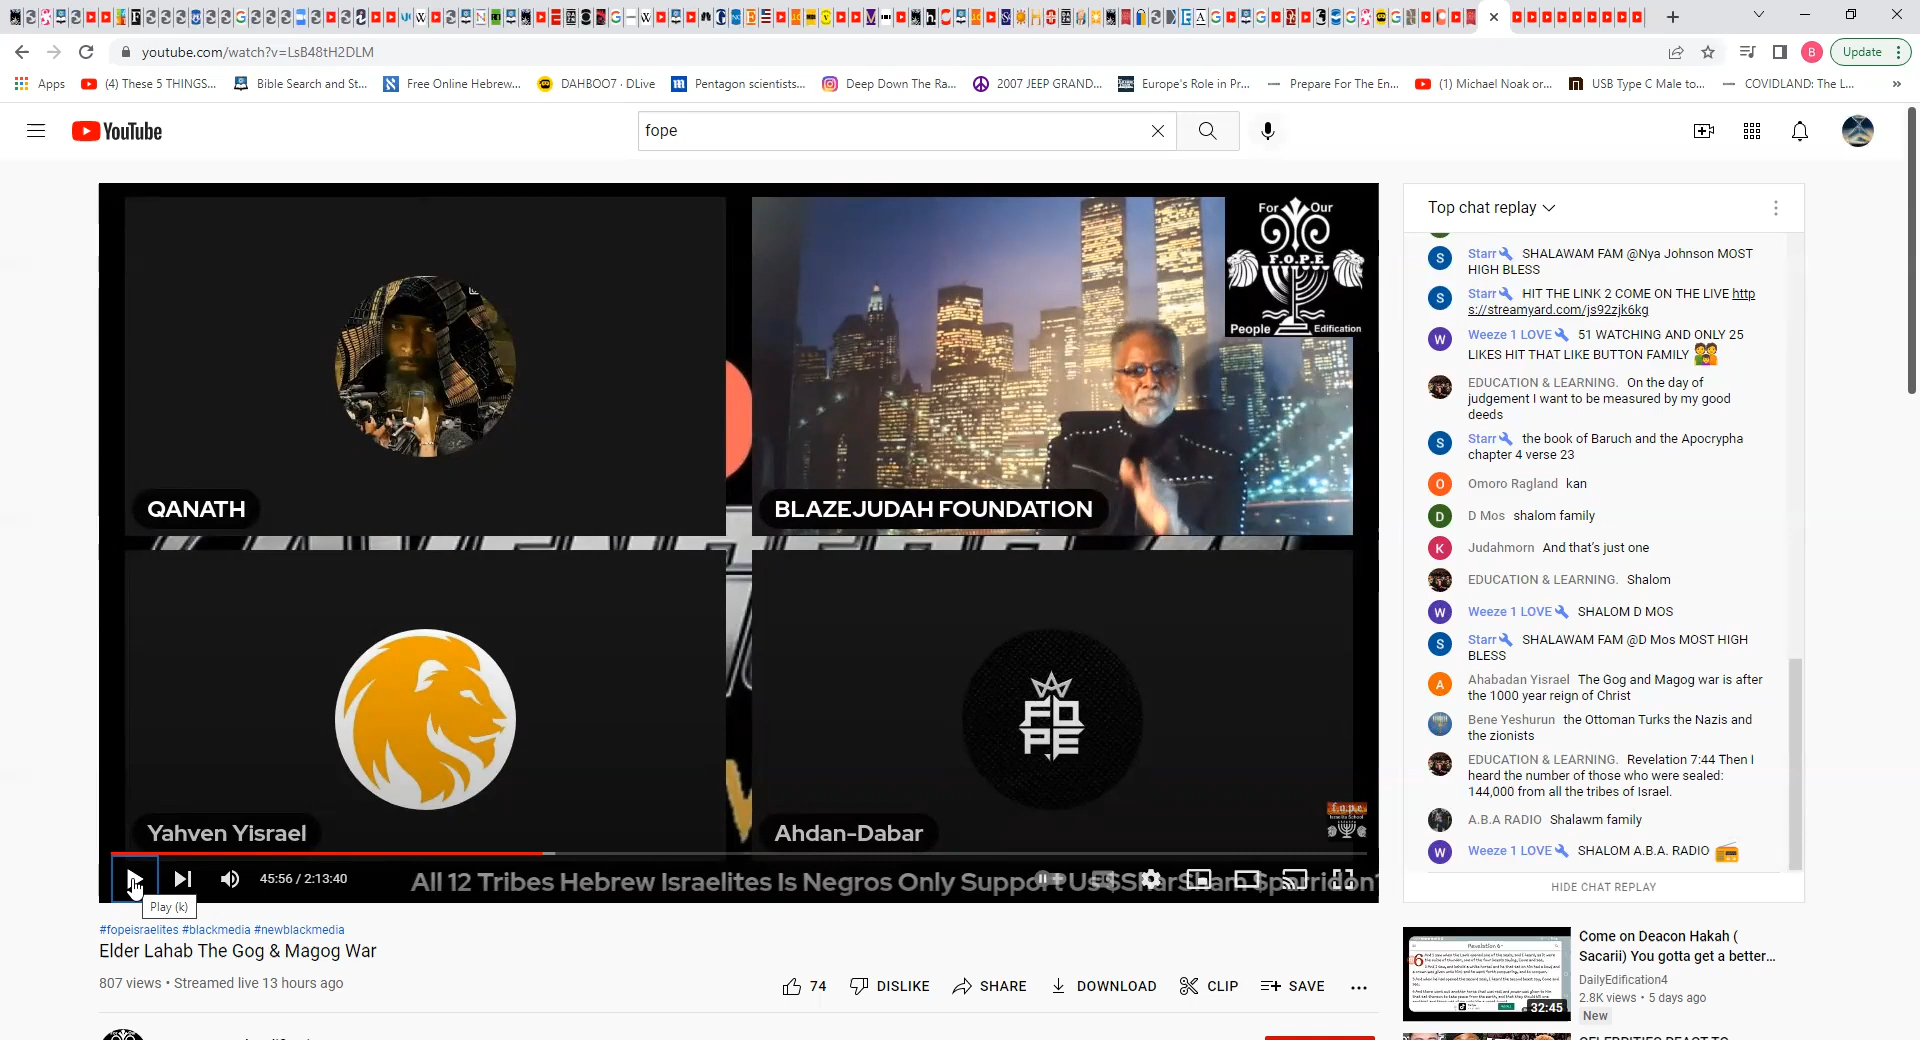 youtube.com/watch?v=LsB48tH2DLM
Update
Apps
(4) These 5 THINGS...
Bible Search and St...
Free Online Hebrew...
DAHBOO7 · DLive
Pentagon scientists...
Deep Down The Ra...
2007 JEEP GRAND...
Europe's Role in Pr...
Prepare For The En...
(1) Michael Noak or...
USB Type C Male to...
COVIDLAND: The L...
YouTube
fope
For Our
F.O.P.E
People Edification
QANATH
BLAZEJUDAH FOUNDATION
Yahven Yisrael
FOPE
Ahdan-Dabar
f.o.p.e
45:56 / 2:13:40
All 12 Tribes Hebrew Israelites Is Negros Only Support Us $SharSham $parridon
Play (k)
#fopeisraelites #blackmedia #newblackmedia
Elder Lahab The Gog & Magog War
807 views • Streamed live 13 hours ago
74
DISLIKE
SHARE
DOWNLOAD
CLIP
SAVE
Top chat replay
Starr SHALAWAM FAM @Nya Johnson MOST
HIGH BLESS
Starr HIT THE LINK 2 COME ON THE LIVE http
s://streamyard.com/js92zjk6kg
Weeze 1 LOVE 51 WATCHING AND ONLY 25
LIKES HIT THAT LIKE BUTTON FAMILY
EDUCATION & LEARNING. On the day of
judgement I want to be measured by my good
deeds
Starr the book of Baruch and the Apocrypha
chapter 4 verse 23
Omoro Ragland kan
D Mos shalom family
Judahmorn And that's just one
EDUCATION & LEARNING. Shalom
Weeze 1 LOVE SHALOM D MOS
Starr SHALAWAM FAM @D Mos MOST HIGH
BLESS
Ahabadan Yisrael The Gog and Magog war is after
the 1000 year reign of Christ
Bene Yeshurun the Ottoman Turks the Nazis and
the zionists
EDUCATION & LEARNING. Revelation 7:44 Then I
heard the number of those who were sealed:
144,000 from all the tribes of Israel.
A.B.A RADIO Shalawm family
Weeze 1 LOVE SHALOM A.B.A. RADIO
HIDE CHAT REPLAY
Revelation 6
32:45
Come on Deacon Hakah (
Sacarii) You gotta get a better...
DailyEdification4
2.8K views • 5 days ago
New